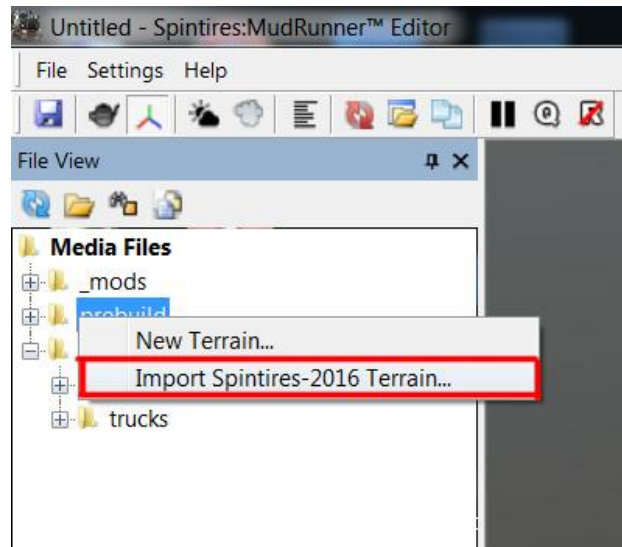 Untitled - Spintires:MudRunner™ Editor
File Settings Help
File View
Media Files
_mods
prebuild
New Terrain...
Import Spintires-2016 Terrain...
trucks